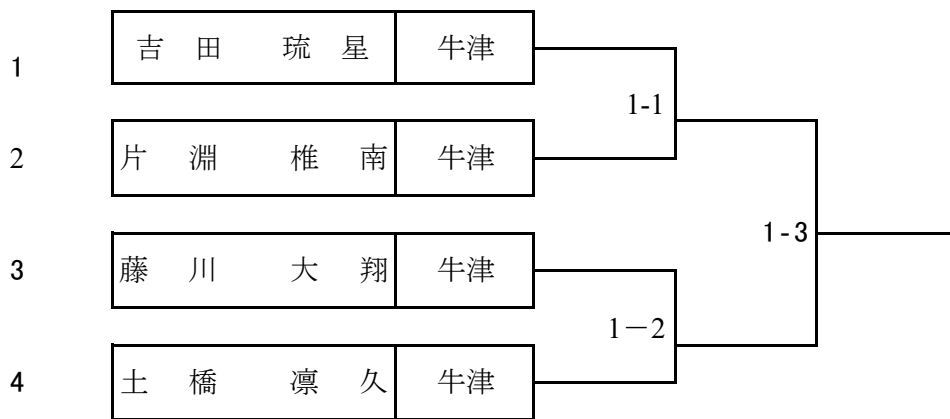 1 吉 田 琉 星 牛津
1-1
2 片 淵 椎 南 牛津
1-3
3 藤 川 大 翔 牛津
1－2
4 土 橋 凛 久 牛津